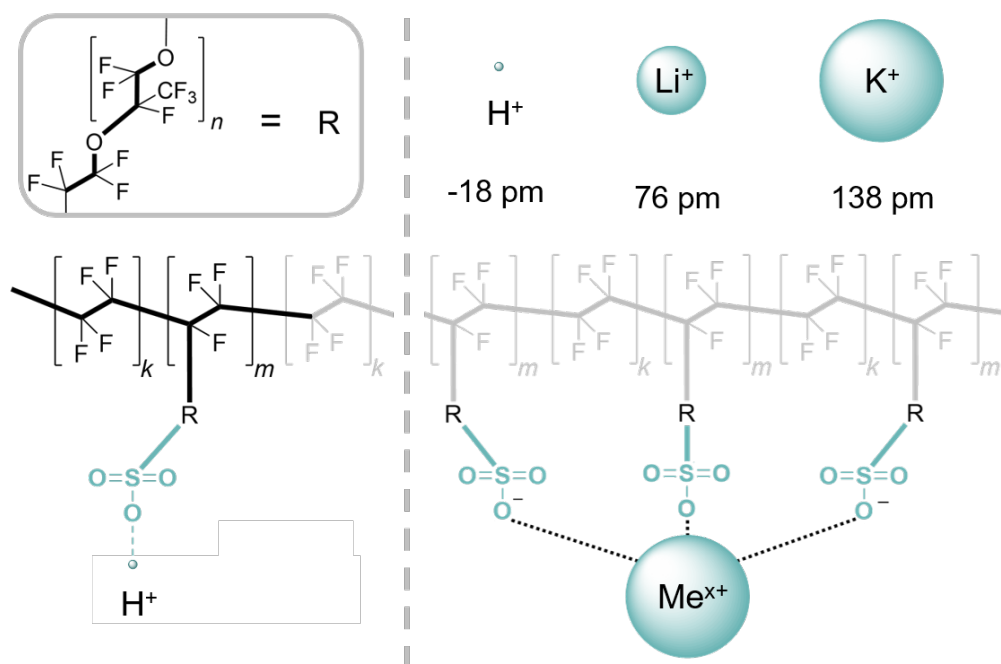 O
F
F CF₃
F n = R
O
F F
F F
H⁺ Li⁺ K⁺
-18 pm 76 pm 138 pm
F F F F F F
F F k F m F F k
R
O=S=O
O
H⁺
F F F F F F F F F F
F m F F k F m F F k F m
R R R
O=S=O O=S=O O=S=O
O⁻ O O⁻
Meˣ⁺